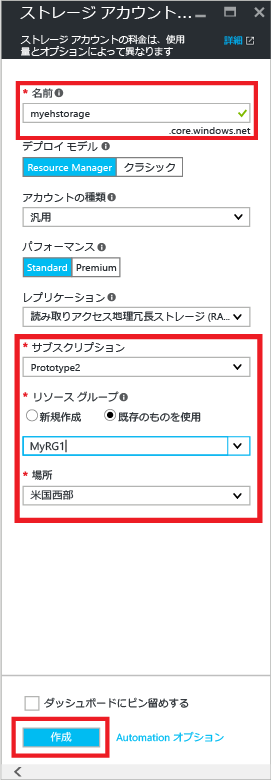 ストレージ アカウント...
ストレージ アカウントの料金は、使用
量とオプションによって異なります
詳細
* 名前
myehstorage
.core.windows.net
デプロイ モデル
Resource Manager クラシック
アカウントの種類
汎用
パフォーマンス
Standard Premium
レプリケーション
読み取りアクセス地理冗長ストレージ (RA...
* サブスクリプション
Prototype2
* リソース グループ
新規作成 既存のものを使用
MyRG1
* 場所
米国西部
ダッシュボードにピン留めする
作成 Automation オプション